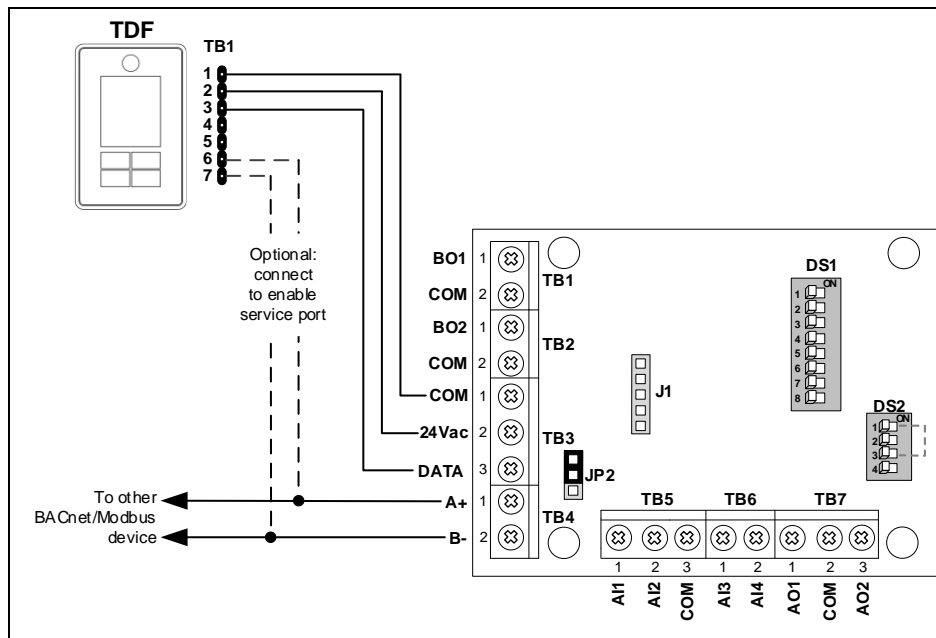 TDF
TB1
1
2
3
4
5
6
7
Optional:
connect
to enable
service port
BO1 1
COM 2
TB1
BO2 1
COM 2
TB2
COM 1
24Vac 2
DATA 3
TB3
A+ 1
B- 2
TB4
To other
BACnet/Modbus
device
J1
JP2
DS1
ON
1
2
3
4
5
6
7
8
DS2
ON
1
2
3
4
TB5 TB6 TB7
1 2 3 1 2 1 2 3
AI1 AI2 COM AI3 AI4 AO1 COM AO2